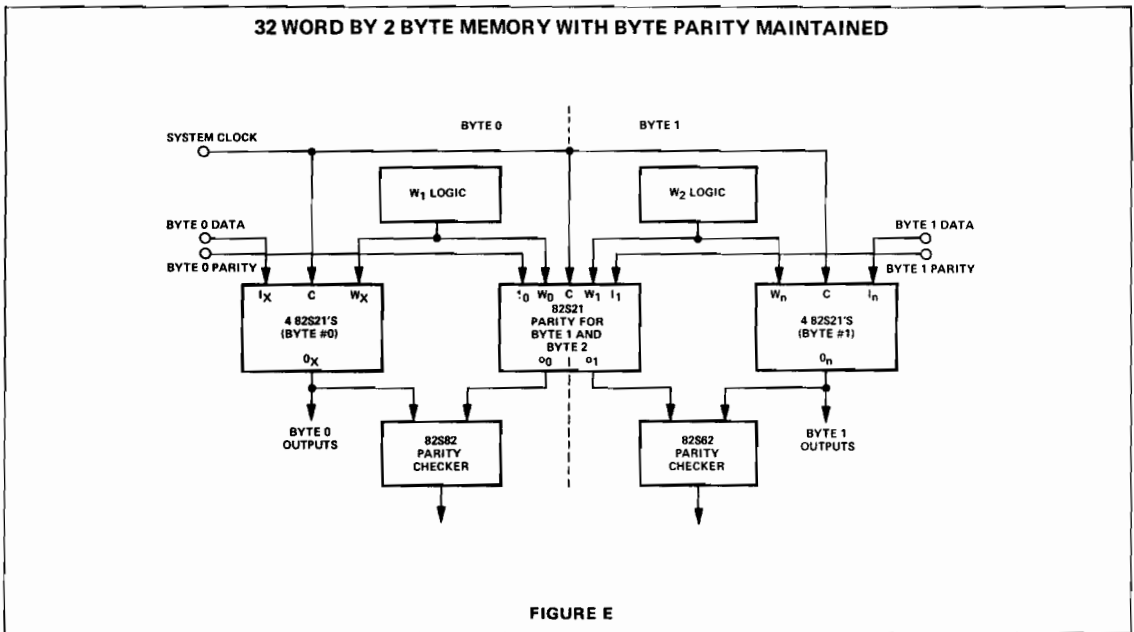 32 WORD BY 2 BYTE MEMORY WITH BYTE PARITY MAINTAINED
BYTE 0
BYTE 1
SYSTEM CLOCK
W1 LOGIC
W2 LOGIC
BYTE 0 DATA
BYTE 1 DATA
BYTE 0 PARITY
BYTE 1 PARITY
IX C WX
I0 W0 C W1 I1
Wn C In
4 82S21'S
(BYTE #0)
0X
82S21
PARITY FOR
BYTE 1 AND
BYTE 2
o0 o1
4 82S21'S
(BYTE #1)
0n
BYTE 0
OUTPUTS
82S82
PARITY
CHECKER
82S62
PARITY
CHECKER
BYTE 1
OUTPUTS
FIGURE E